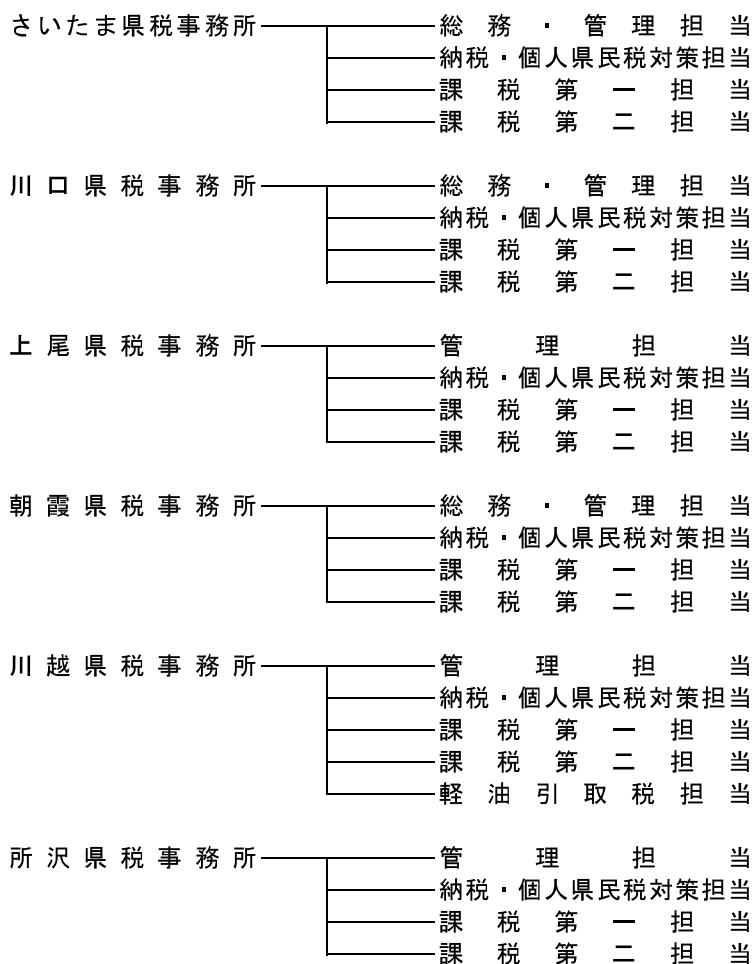 さいたま県税事務所 総務・管理担当
納税・個人県民税対策担当
課税第一担当
課税第二担当
川口県税事務所 総務・管理担当
納税・個人県民税対策担当
課税第一担当
課税第二担当
上尾県税事務所 管理担当
納税・個人県民税対策担当
課税第一担当
課税第二担当
朝霞県税事務所 総務・管理担当
納税・個人県民税対策担当
課税第一担当
課税第二担当
川越県税事務所 管理担当
納税・個人県民税対策担当
課税第一担当
課税第二担当
軽油引取税担当
所沢県税事務所 管理担当
納税・個人県民税対策担当
課税第一担当
課税第二担当